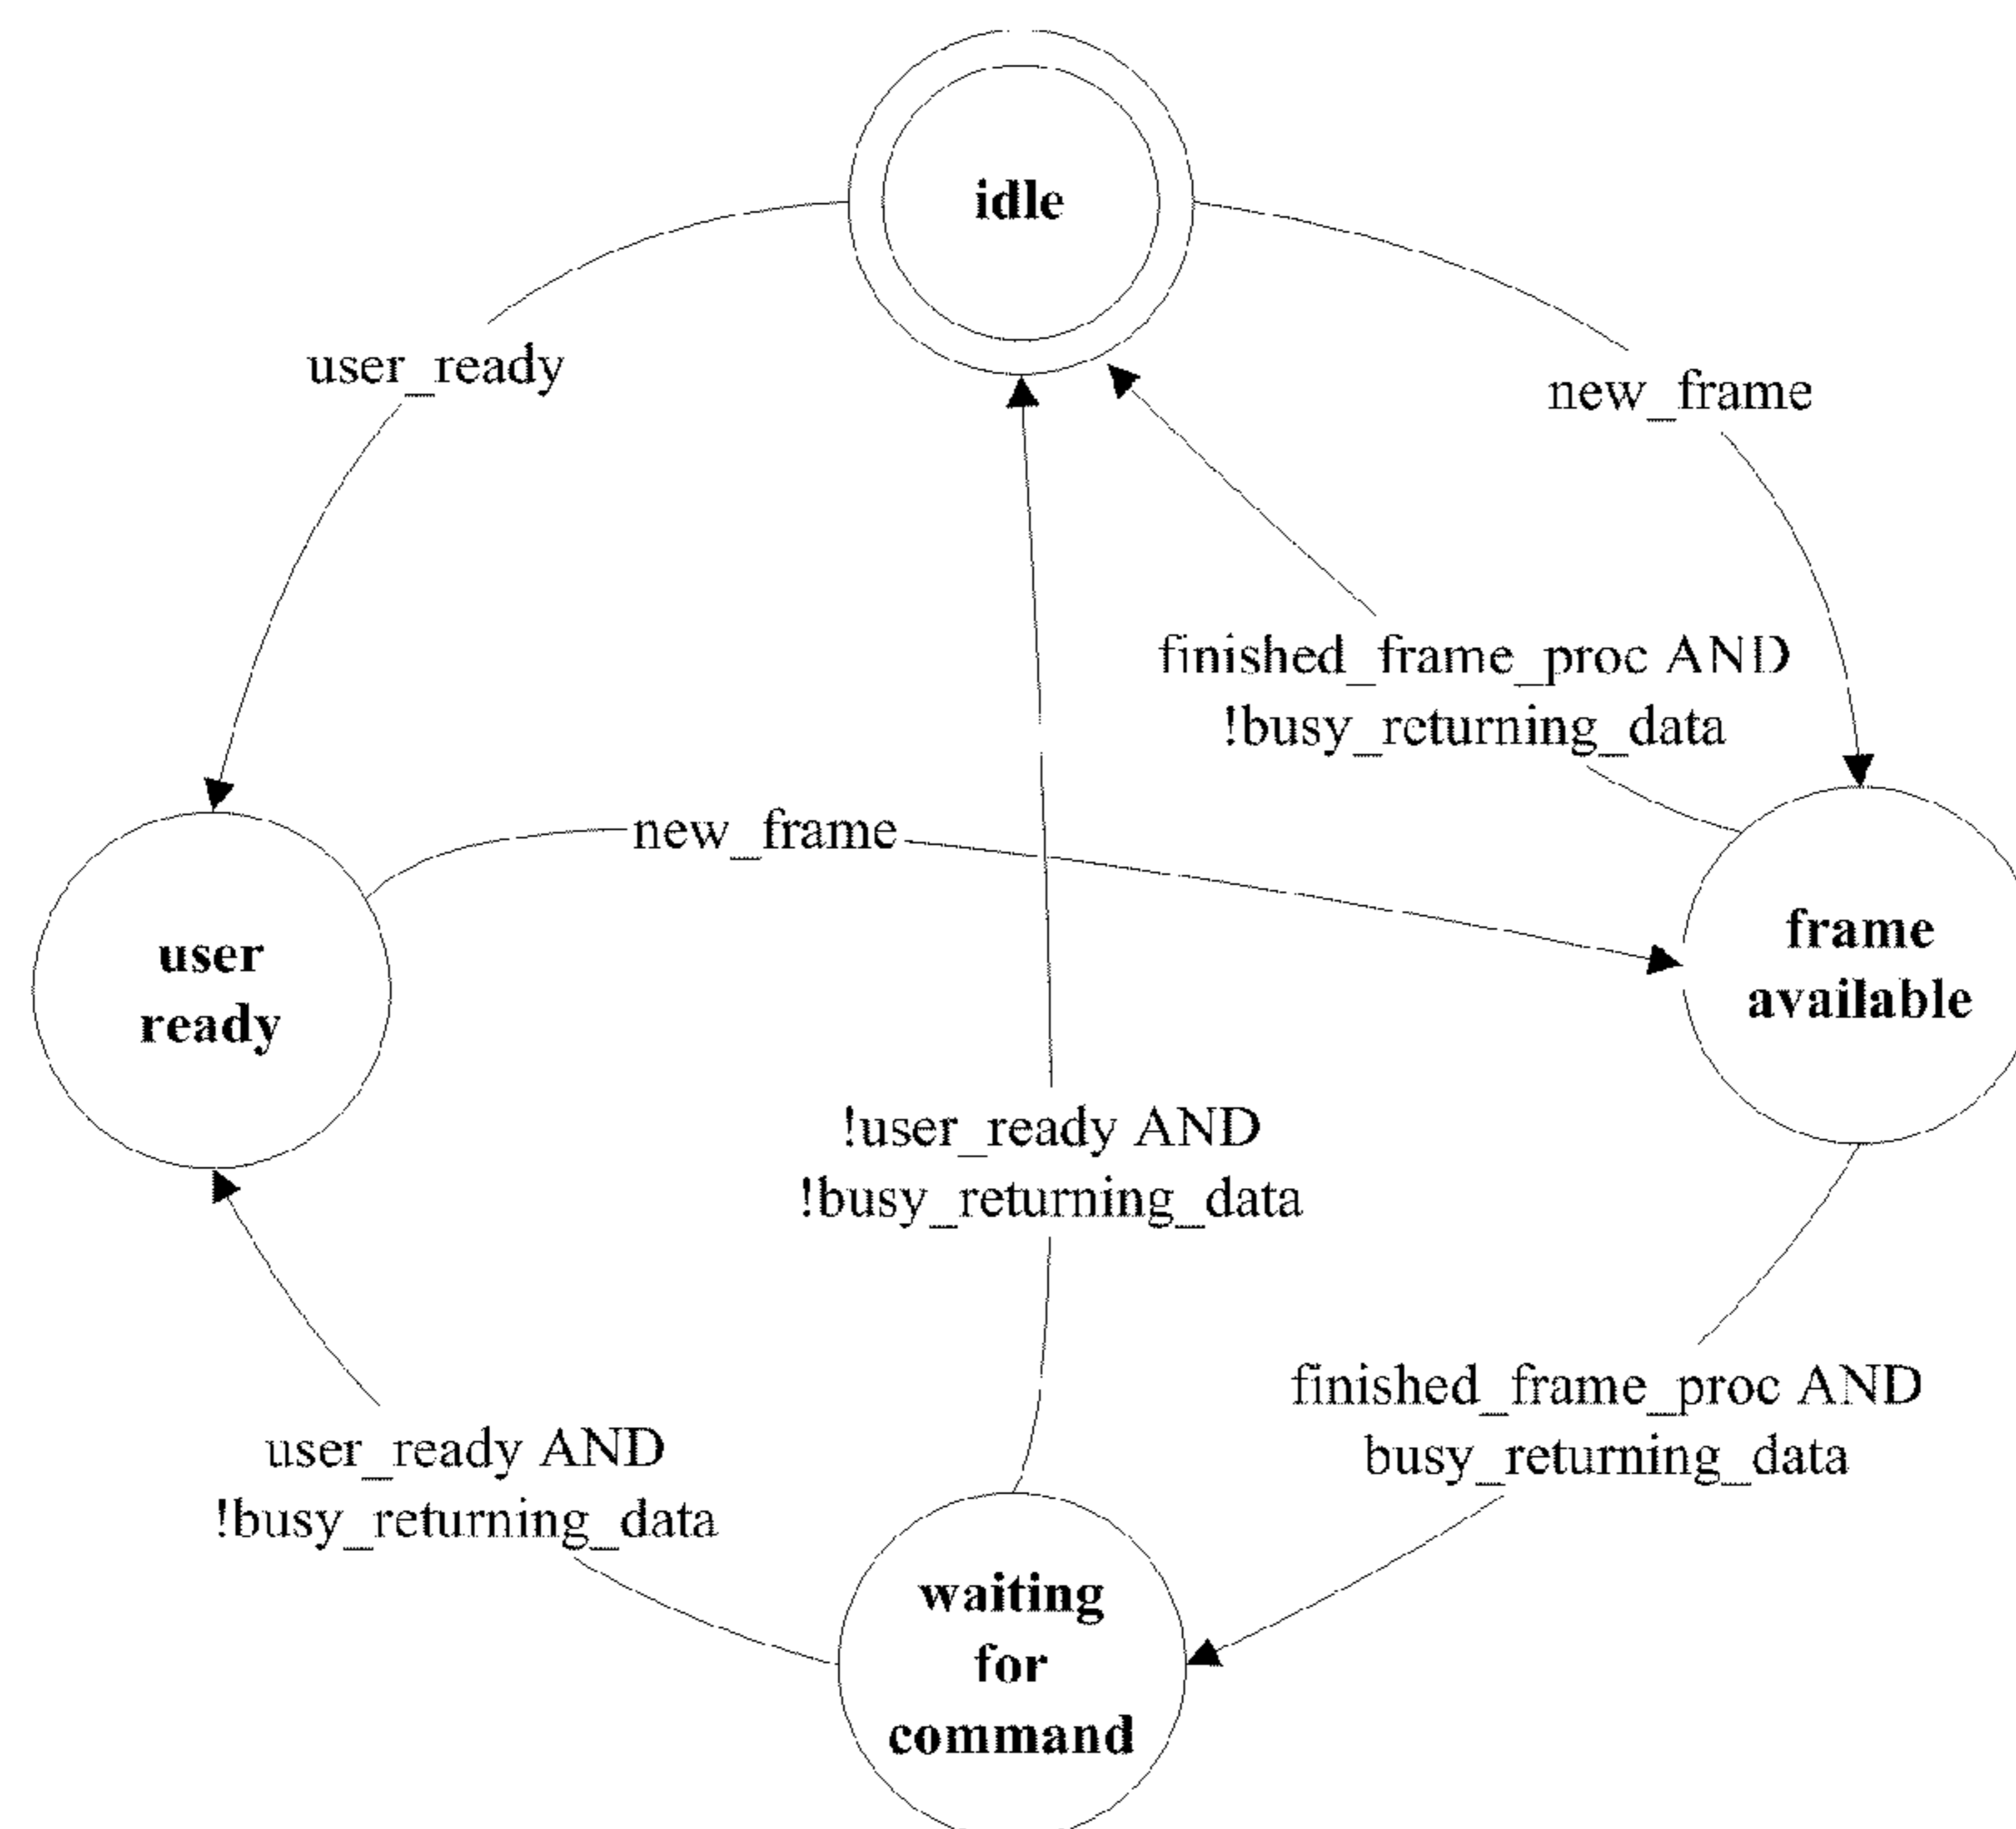 idle
user_ready
new_frame
finished_frame_proc AND
!busy_returning_data
new_frame
user
ready
frame
available
!user_ready AND
!busy_returning_data
finished_frame_proc AND
busy_returning_data
user_ready AND
!busy_returning_data
waiting
for
command